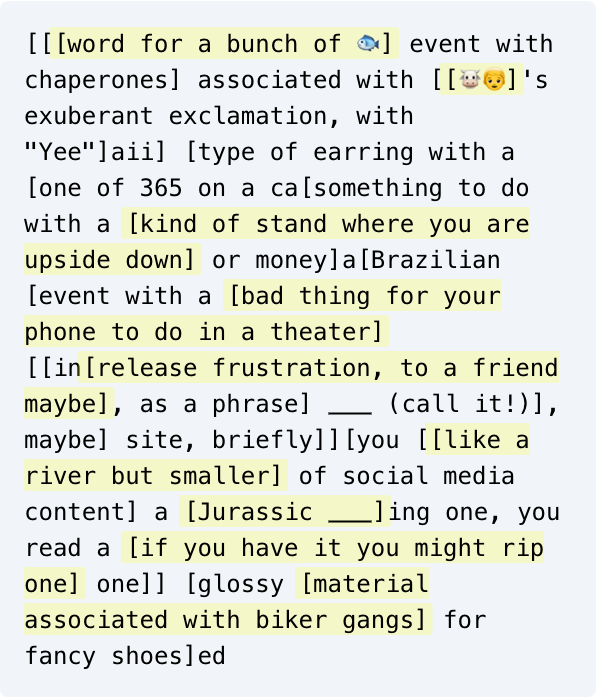 [[[word for a bunch of 🐟] event with
chaperones] associated with [[🐮👨]'s
exuberant exclamation, with
"Yee"]aii] [type of earring with a
[one of 365 on a ca[something to do
with a [kind of stand where you are
upside down] or money]a[Brazilian
[event with a [bad thing for your
phone to do in a theater]
[[in[release frustration, to a friend
maybe], as a phrase] ___ (call it!)],
maybe] site, briefly]][you [[like a
river but smaller] of social media
content] a [Jurassic ___]ing one, you
read a [if you have it you might rip
one] one]] [glossy [material
associated with biker gangs] for
fancy shoes]ed